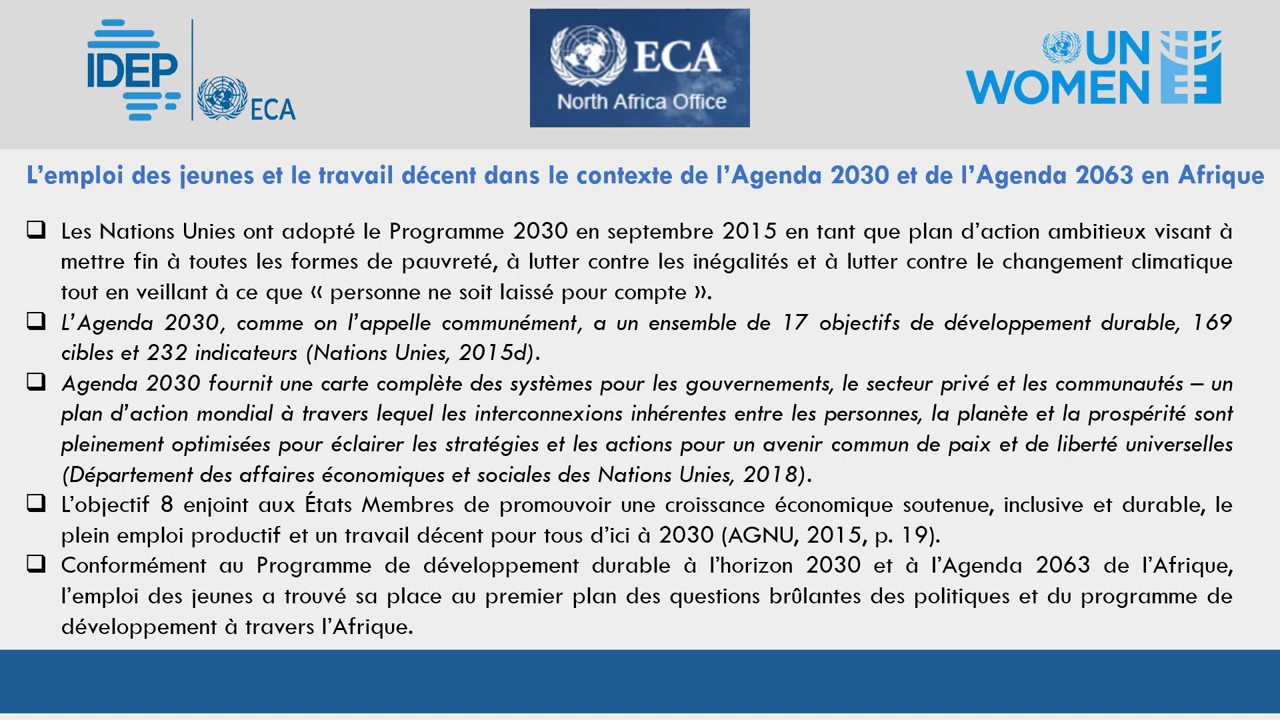 IDEP
ECA
ECA
North Africa Office
UN
WOMEN
L’emploi des jeunes et le travail décent dans le contexte de l’Agenda 2030 et de l’Agenda 2063 en Afrique
❑ Les Nations Unies ont adopté le Programme 2030 en septembre 2015 en tant que plan d’action ambitieux visant à
mettre fin à toutes les formes de pauvreté, à lutter contre les inégalités et à lutter contre le changement climatique
tout en veillant à ce que « personne ne soit laissé pour compte ».
❑ L’Agenda 2030, comme on l’appelle communément, a un ensemble de 17 objectifs de développement durable, 169
cibles et 232 indicateurs (Nations Unies, 2015d).
❑ Agenda 2030 fournit une carte complète des systèmes pour les gouvernements, le secteur privé et les communautés – un
plan d’action mondial à travers lequel les interconnexions inhérentes entre les personnes, la planète et la prospérité sont
pleinement optimisées pour éclairer les stratégies et les actions pour un avenir commun de paix et de liberté universelles
(Département des affaires économiques et sociales des Nations Unies, 2018).
❑ L’objectif 8 enjoint aux États Membres de promouvoir une croissance économique soutenue, inclusive et durable, le
plein emploi productif et un travail décent pour tous d’ici à 2030 (AGNU, 2015, p. 19).
❑ Conformément au Programme de développement durable à l’horizon 2030 et à l’Agenda 2063 de l’Afrique,
l’emploi des jeunes a trouvé sa place au premier plan des questions brûlantes des politiques et du programme de
développement à travers l’Afrique.